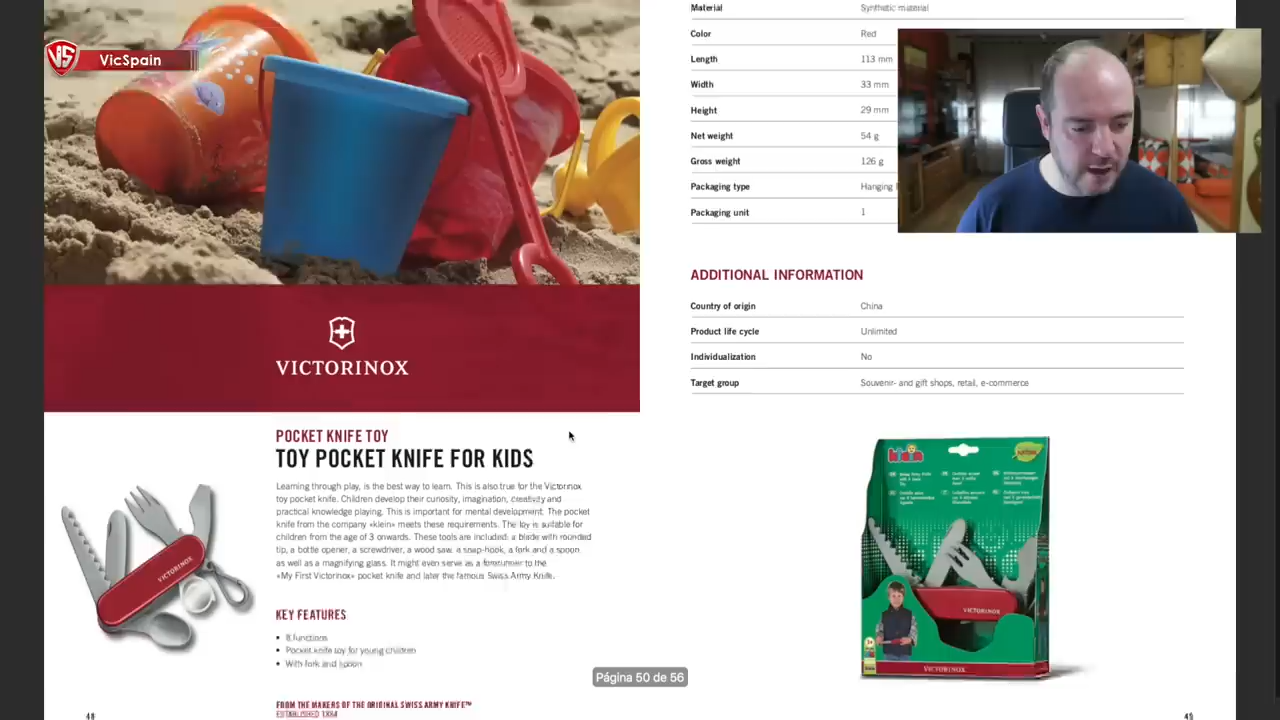 VS
VicSpain
VICTORINOX
POCKET KNIFE TOY
TOY POCKET KNIFE FOR KIDS
Learning through play, is the best way to learn. This is also true for the Victorinox
toy pocket knife. Children develop their curiosity, imagination, creativity and
practical knowledge playing. This is important for mental development. The pocket
knife from the company «klein» meets these requirements. The toy is suitable for
children from the age of 3 onwards. These tools are included: a blade with rounded
tip, a bottle opener, a screwdriver, a wood saw, a snap-hook, a fork and a spoon
as well as a magnifying glass. It might even serve as a forerunner to the
«My First Victorinox» pocket knife and later the famous Swiss Army Knife.
KEY FEATURES
• 8 functions
• Pocket knife toy for young children
• With fork and spoon
FROM THE MAKERS OF THE ORIGINAL SWISS ARMY KNIFE™
ESTABLISHED 1884
48
VICTORINOX
Material Synthetic material
Color Red
Length 113 mm
Width 33 mm
Height 29 mm
Net weight 54 g
Gross weight 126 g
Packaging type Hanging
Packaging unit 1
ADDITIONAL INFORMATION
Country of origin China
Product life cycle Unlimited
Individualization No
Target group Souvenir- and gift shops, retail, e-commerce
klein
VICTORINOX
VICTORINOX
Página 50 de 56
49